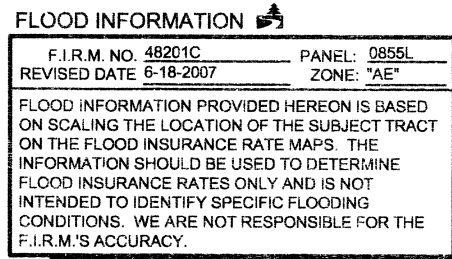 FLOOD INFORMATION
F.I.R.M. NO. 48201C PANEL: 0855L
REVISED DATE 6-18-2007 ZONE: "AE"
FLOOD INFORMATION PROVIDED HEREON IS BASED
ON SCALING THE LOCATION OF THE SUBJECT TRACT
ON THE FLOOD INSURANCE RATE MAPS. THE
INFORMATION SHOULD BE USED TO DETERMINE
FLOOD INSURANCE RATES ONLY AND IS NOT
INTENDED TO IDENTIFY SPECIFIC FLOODING
CONDITIONS. WE ARE NOT RESPONSIBLE FOR THE
F.I.R.M.'S ACCURACY.